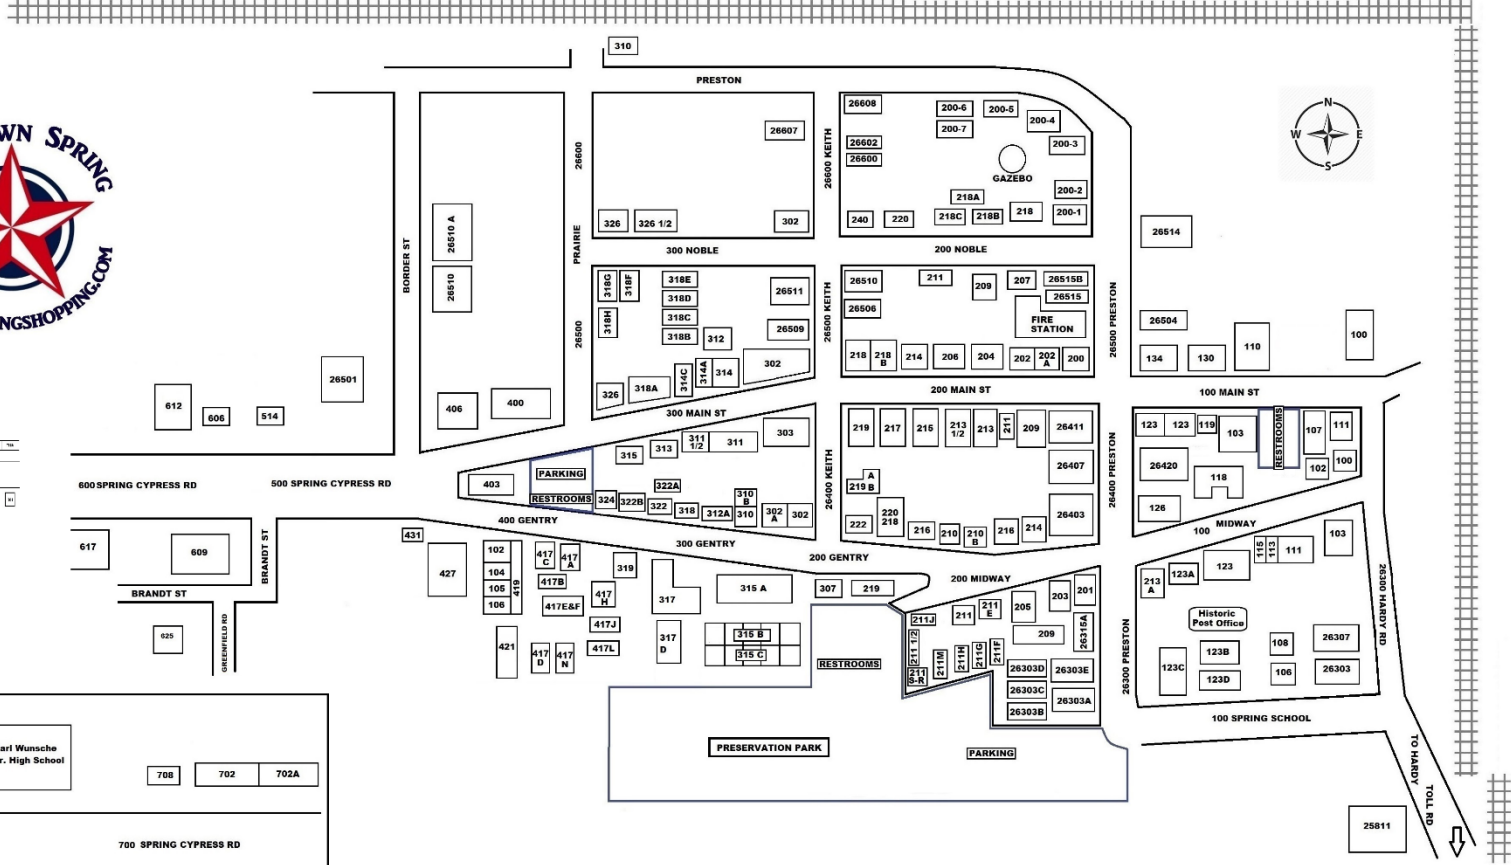 310
PRESTON
WN SPRING
NGSHOPPING.COM
N
W E
S
26600
PRAIRIE
26500
BORDER ST
26510 A
26510
26607
326
326 1/2
302
26600 KEITH
26608
26602
26600
200-6
200-5
200-7
200-4
200-3
GAZEBO
200-2
200-1
218A
240
220
218C
218B
218
26514
300 NOBLE
200 NOBLE
318G
318F
318H
318E
318D
318C
318B
312
26511
26509
302
314A
314
314C
318A
326
26500 KEITH
26510
26506
211
209
207
26515B
26515
FIRE
STATION
218
218
B
214
206
204
202
202
A
200
26500 PRESTON
26504
134
130
110
100
26501
612
606
514
406
400
300 MAIN ST
200 MAIN ST
100 MAIN ST
303
311
1/2
311
313
315
PARKING
RESTROOMS
403
322A
324
322B
322
318
312A
310
B
310
302
A
302
26400 KEITH
219
217
215
213
1/2
213
211
209
26411
26407
26403
A
219 B
222
220
218
216
210
210
B
216
214
26400 PRESTON
123
123
119
103
RESTROOMS
107
111
102
100
26420
118
126
600SPRING CYPRESS RD
500 SPRING CYPRESS RD
400 GENTRY
300 GENTRY
200 GENTRY
200 MIDWAY
100 MIDWAY
617
609
BRANDT ST
BRANDT ST
GREENFIELD RD
625
431
427
102
104
105
106
419
421
417
C
417
A
417B
417E&F
417
H
417J
417L
417
D
417
N
319
317
317
D
315 A
315 B
315 C
307
219
211J
211 1/2
211
S-R
211M
211
211
E
211H
211G
211F
205
203
201
209
26315A
26303D
26303E
26303C
26303A
26303B
26300 PRESTON
213
A
123A
123
115
113
111
103
Historic
Post Office
123B
123C
123D
108
106
26307
26303
26300 HARDY RD
100 SPRING SCHOOL
RESTROOMS
PRESERVATION PARK
PARKING
TO HARDY
TOLL RD
25811
arl Wunsche
r. High School
708
702
702A
700 SPRING CYPRESS RD